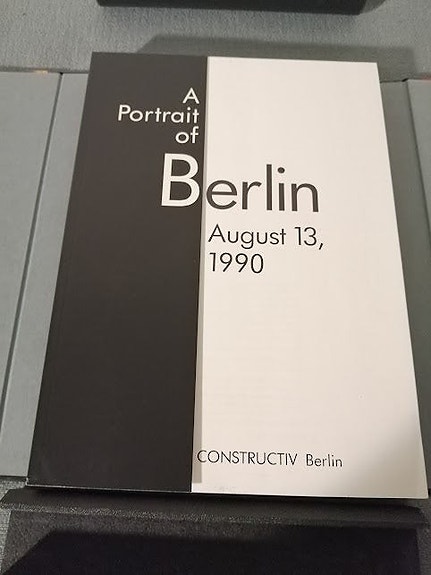 A
Portrait
of
Berlin
August 13,
1990
CONSTRUCTIV Berlin